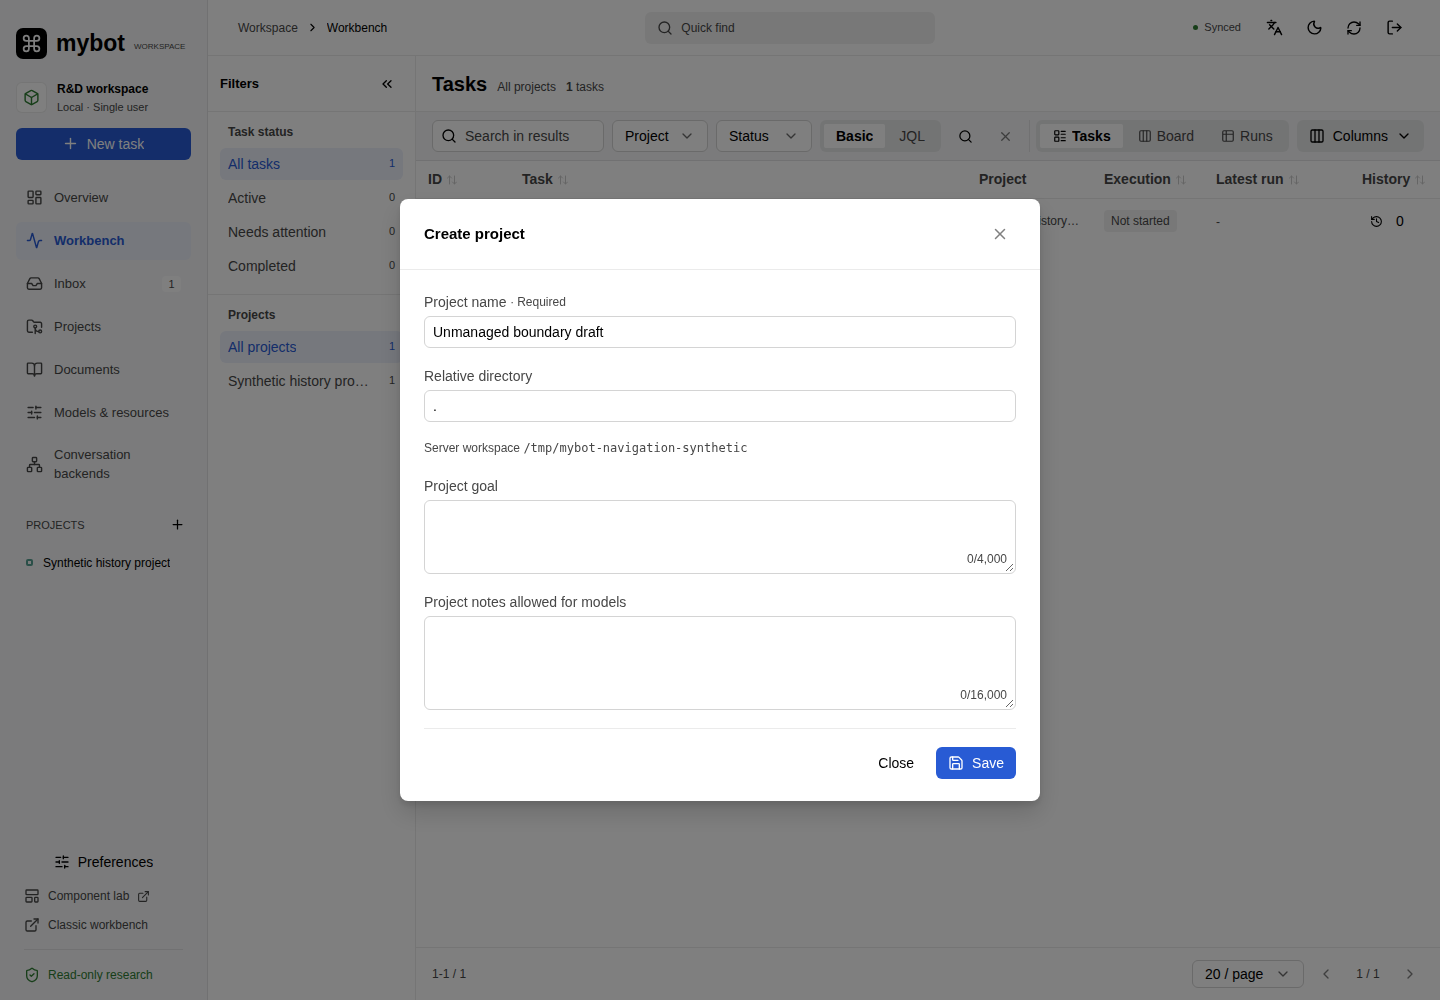 mybot WORKSPACE
R&D workspace
Local · Single user
New task
Overview
Workbench
Inbox 1
Projects
Documents
Models & resources
Conversation
backends
PROJECTS
Synthetic history project
Preferences
Component lab
Classic workbench
Read-only research
Workspace Workbench
Quick find
Synced
Filters
Task status
All tasks 1
Active 0
Needs attention 0
Completed 0
Projects
All projects 1
Synthetic history pro… 1
Tasks All projects 1 tasks
Search in results Project Status Basic JQL Tasks Board Runs Columns
ID Task Project Execution Latest run History
istory… Not started - 0
Create project
Project name · Required
Unmanaged boundary draft
Relative directory
.
Server workspace /tmp/mybot-navigation-synthetic
Project goal
0/4,000
Project notes allowed for models
0/16,000
Close Save
1-1 / 1 20 / page 1 / 1